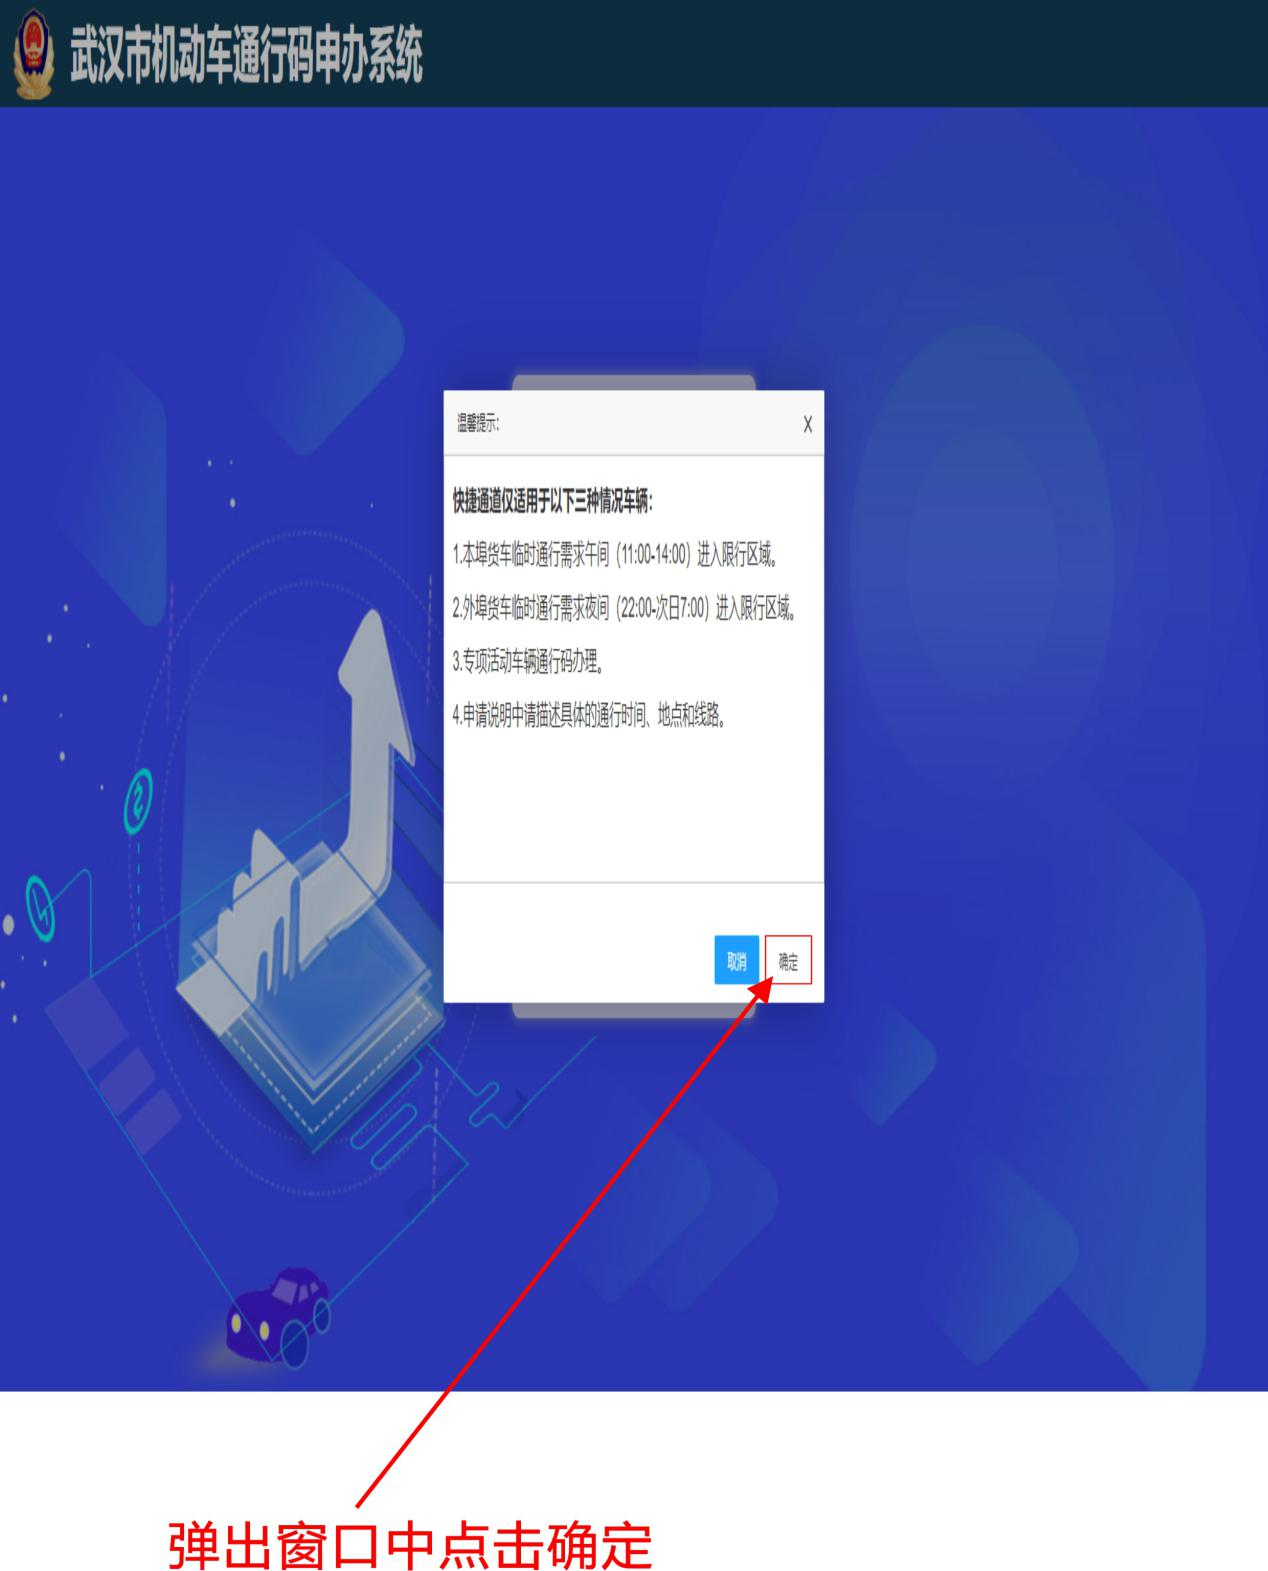 武汉市机动车通行码申办系统
温馨提示:
X
快捷通道仅适用于以下三种情况车辆:
1.本埠货车临时通行需求午间（11:00-14:00）进入限行区域。
2.外埠货车临时通行需求夜间（22:00-次日7:00）进入限行区域。
3.专项活动车辆通行码办理。
4.申请说明中请描述具体的通行时间、地点和线路。
取消
确定
弹出窗口中点击确定